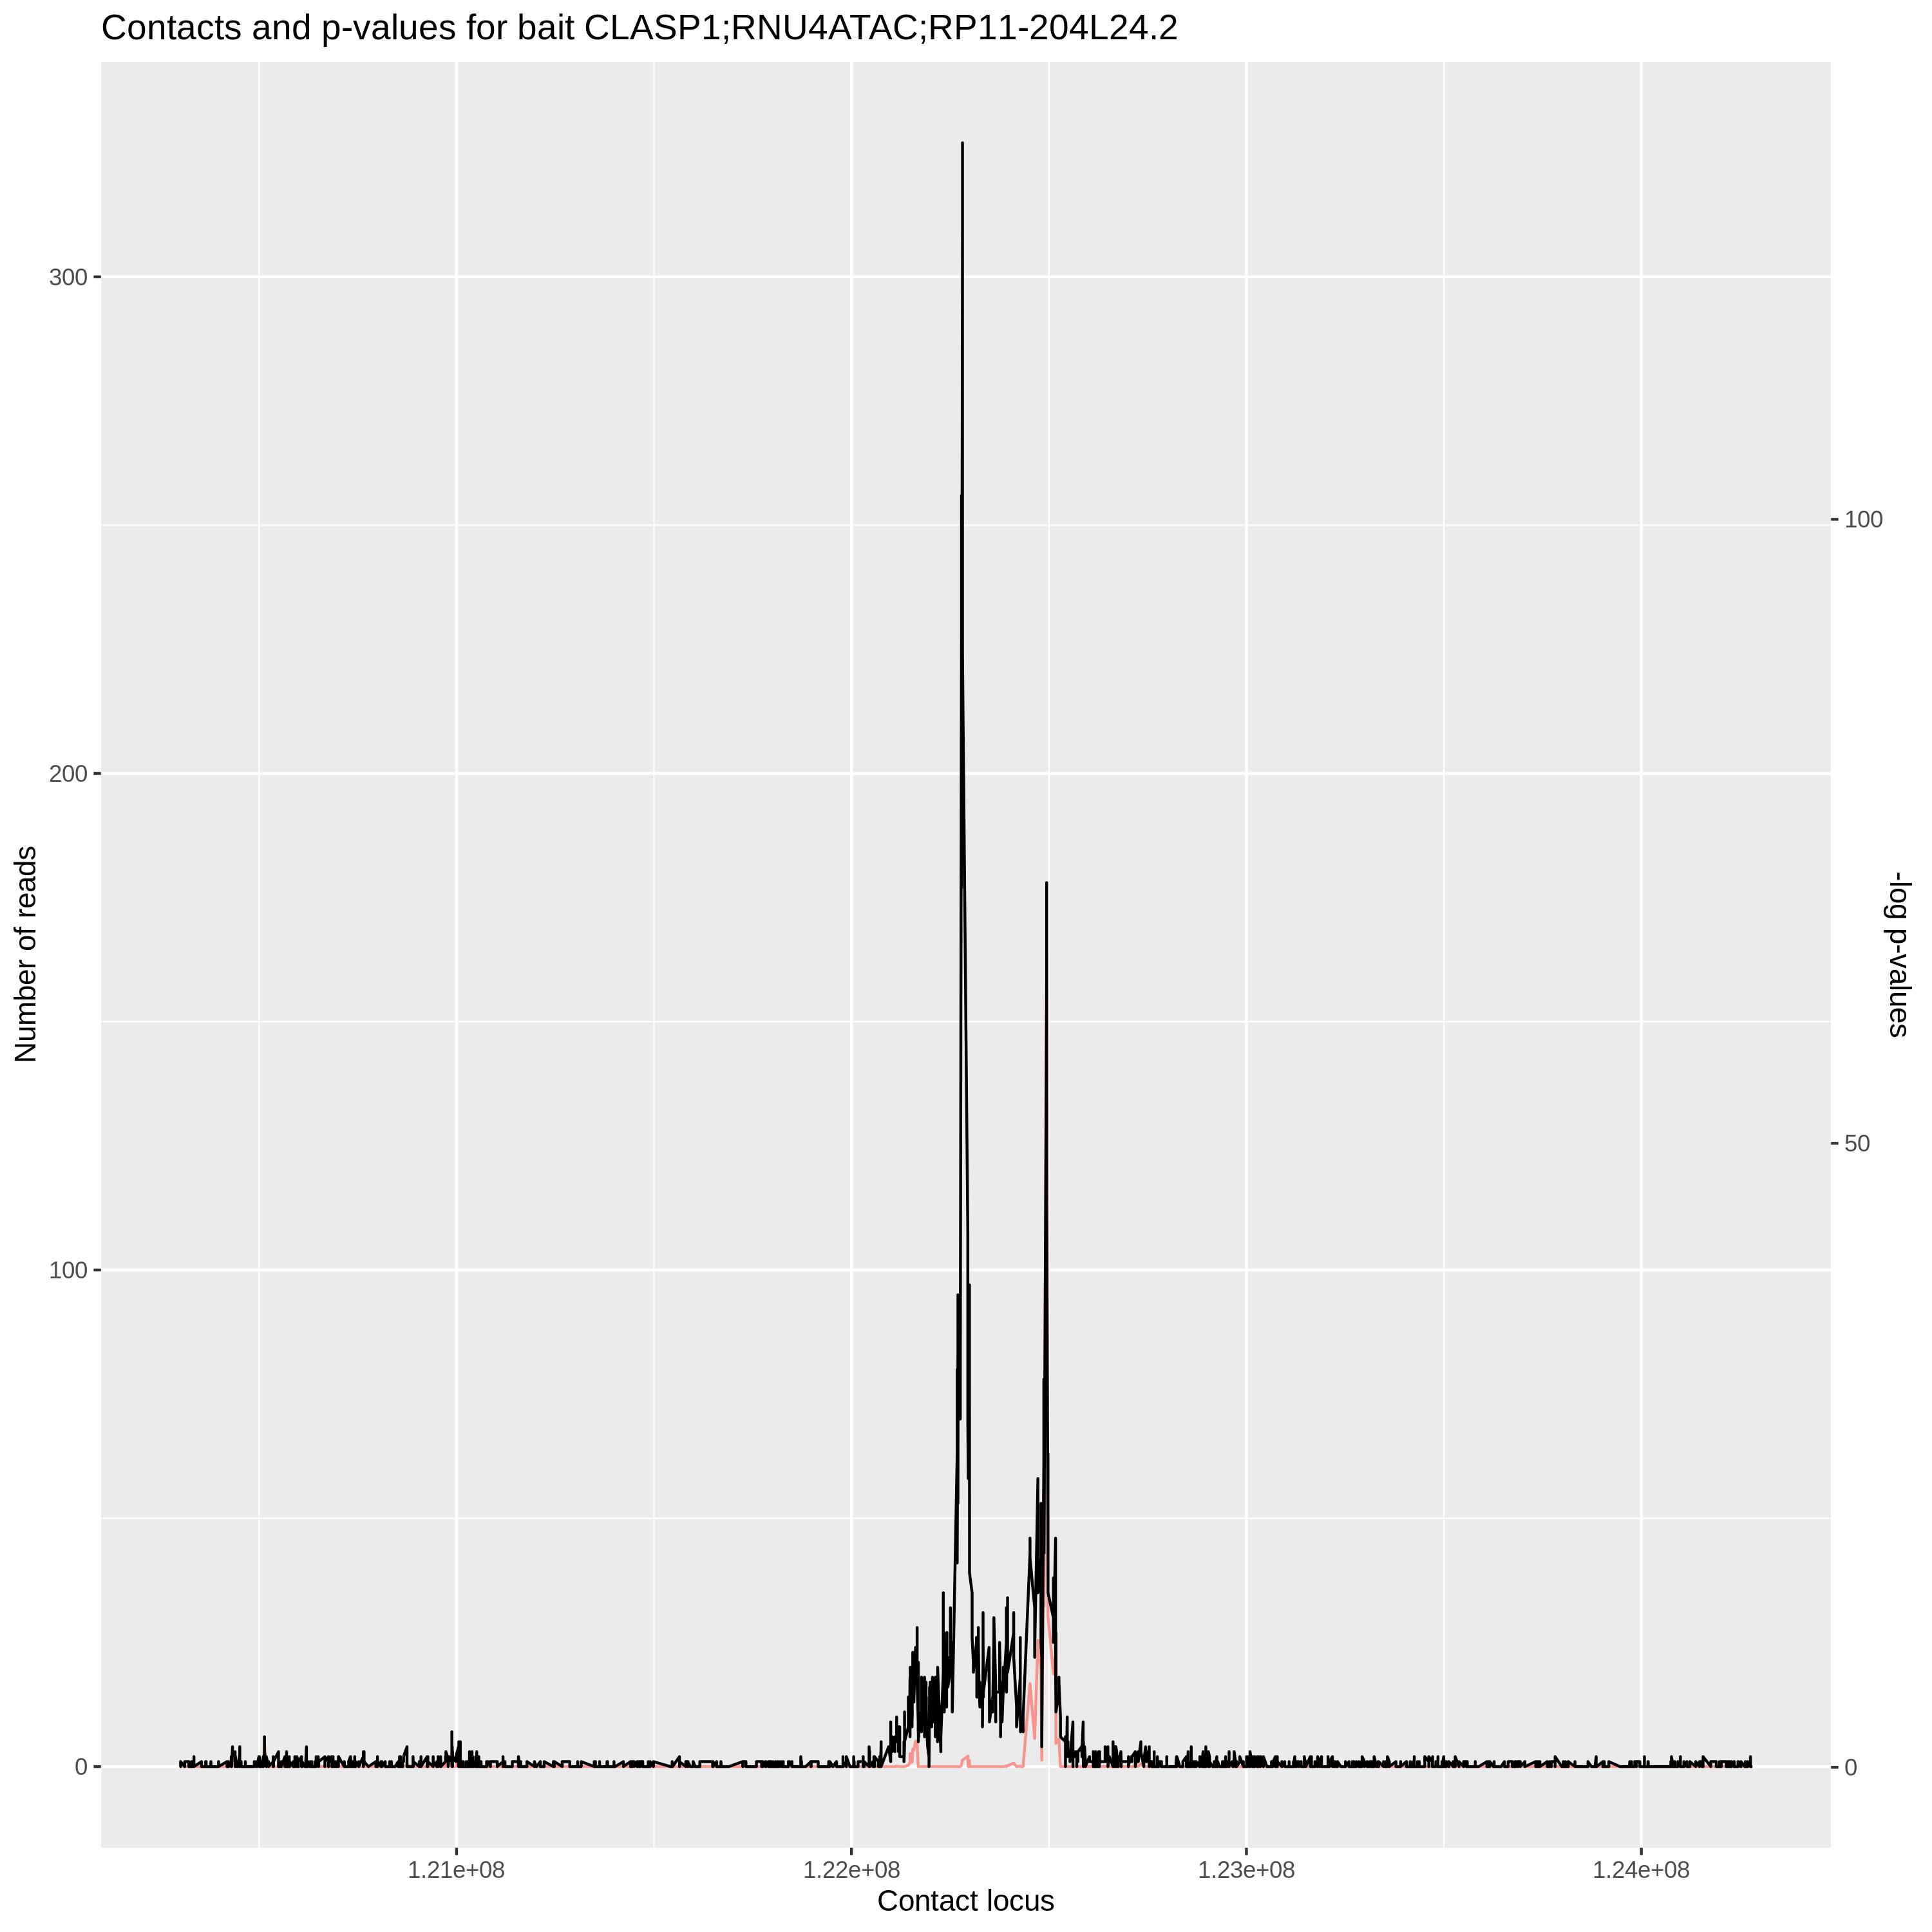 Contacts and p-values for bait CLASP1;RNU4ATAC;RP11-204L24.2
300
200
100
0
Number of reads
100
50
0
-log p-values
1.21e+08
1.22e+08
1.23e+08
1.24e+08
Contact locus